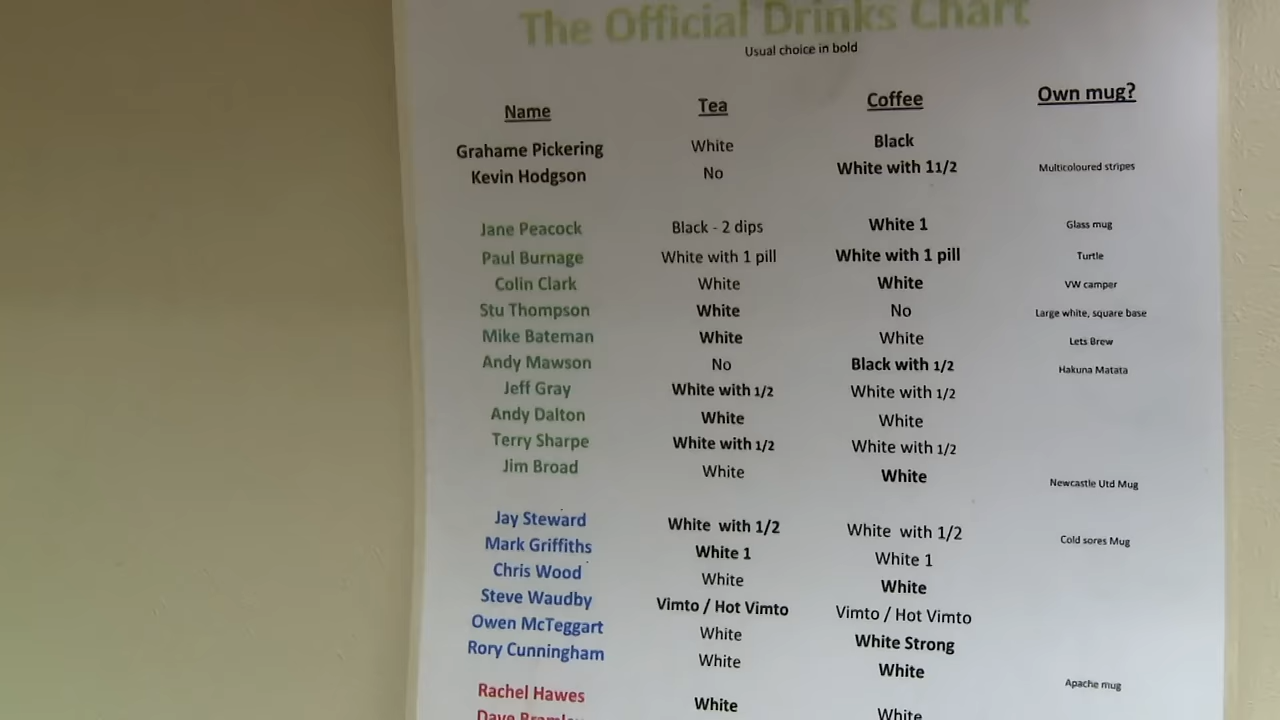 The Official Drinks Chart
Usual choice in bold
Name Tea Coffee Own mug?
Grahame Pickering White Black
Kevin Hodgson No White with 11/2 Multicoloured stripes
Jane Peacock Black - 2 dips White 1 Glass mug
Paul Burnage White with 1 pill White with 1 pill Turtle
Colin Clark White White VW camper
Stu Thompson White No Large white, square base
Mike Bateman White White Lets Brew
Andy Mawson No Black with 1/2 Hakuna Matata
Jeff Gray White with 1/2 White with 1/2
Andy Dalton White White
Terry Sharpe White with 1/2 White with 1/2
Jim Broad White White Newcastle Utd Mug
Jay Steward White with 1/2 White with 1/2 Cold sores Mug
Mark Griffiths White 1 White 1
Chris Wood White White
Steve Waudby Vimto / Hot Vimto Vimto / Hot Vimto
Owen McTeggart White White Strong
Rory Cunningham White White Apache mug
Rachel Hawes White White
Dave